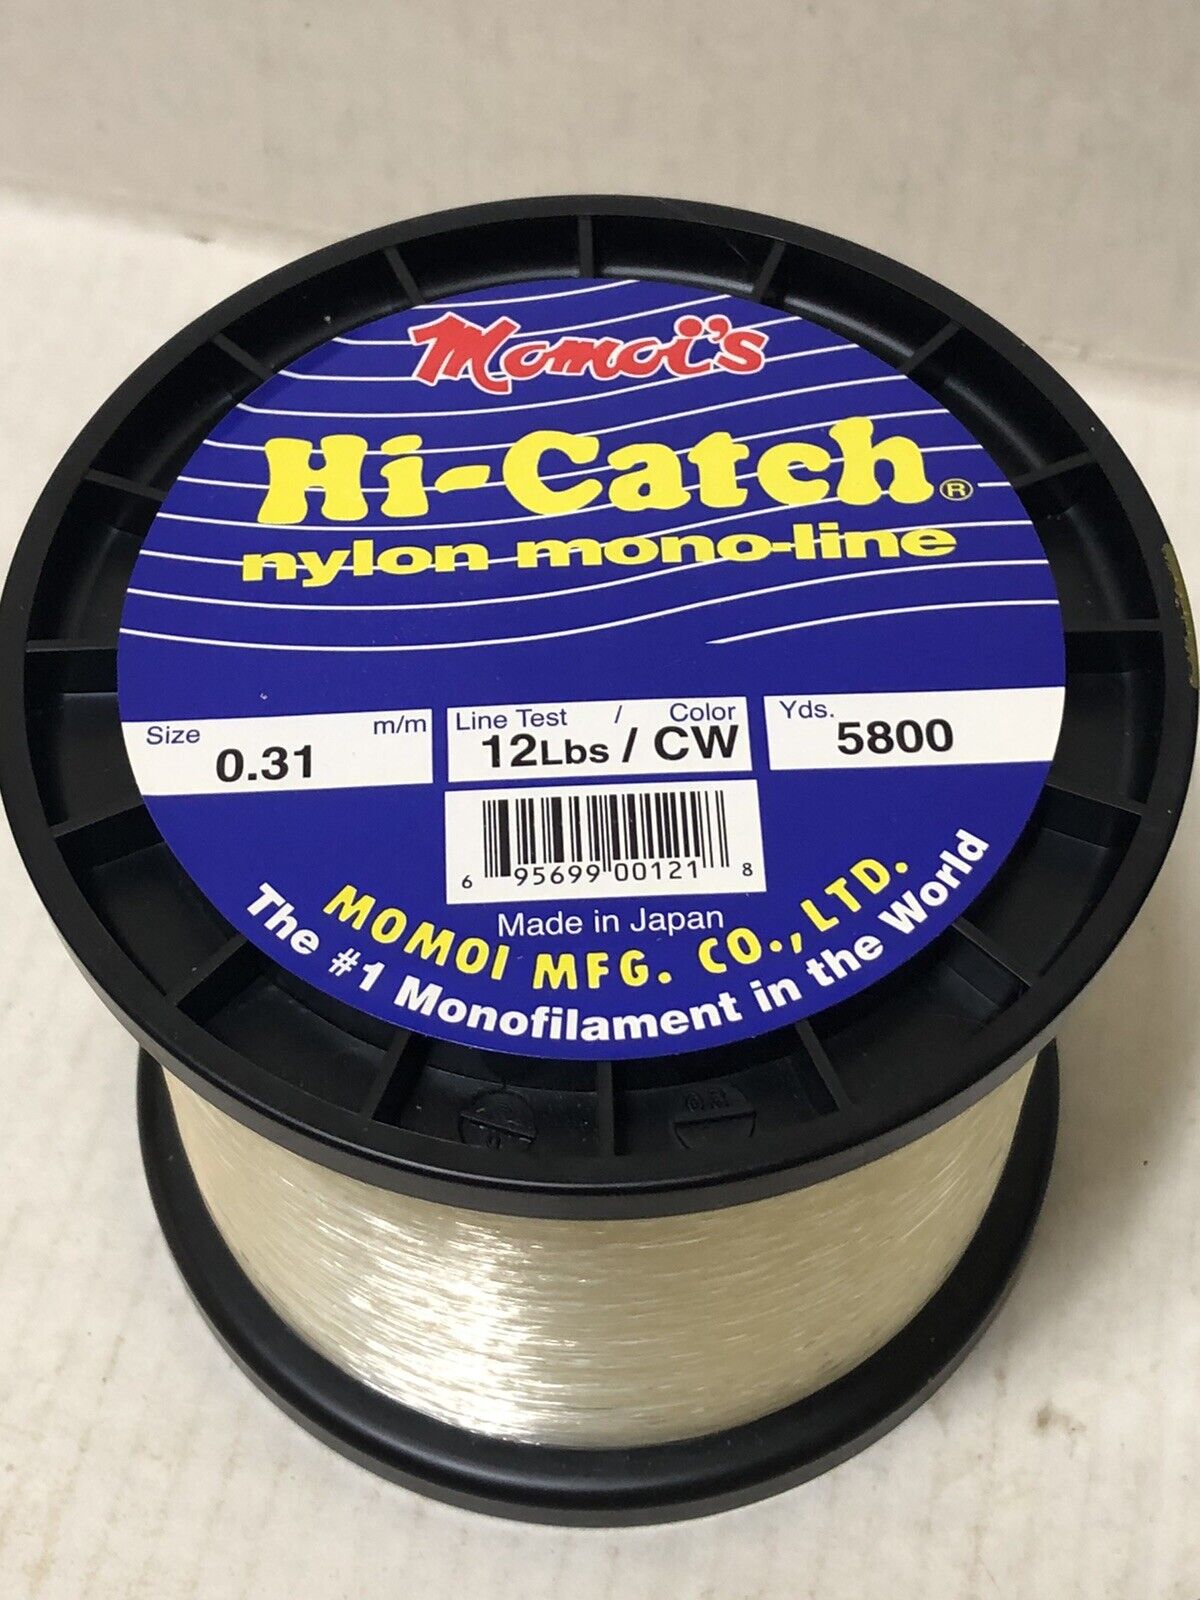 Momoi's
Hi-Catch®
nylon mono-line
Size m/m Line Test / Color Yds.
0.31 12Lbs / CW 5800
6 95699 00121 8
Made in Japan
MOMOI MFG. CO., LTD.
The #1 Monofilament in the World